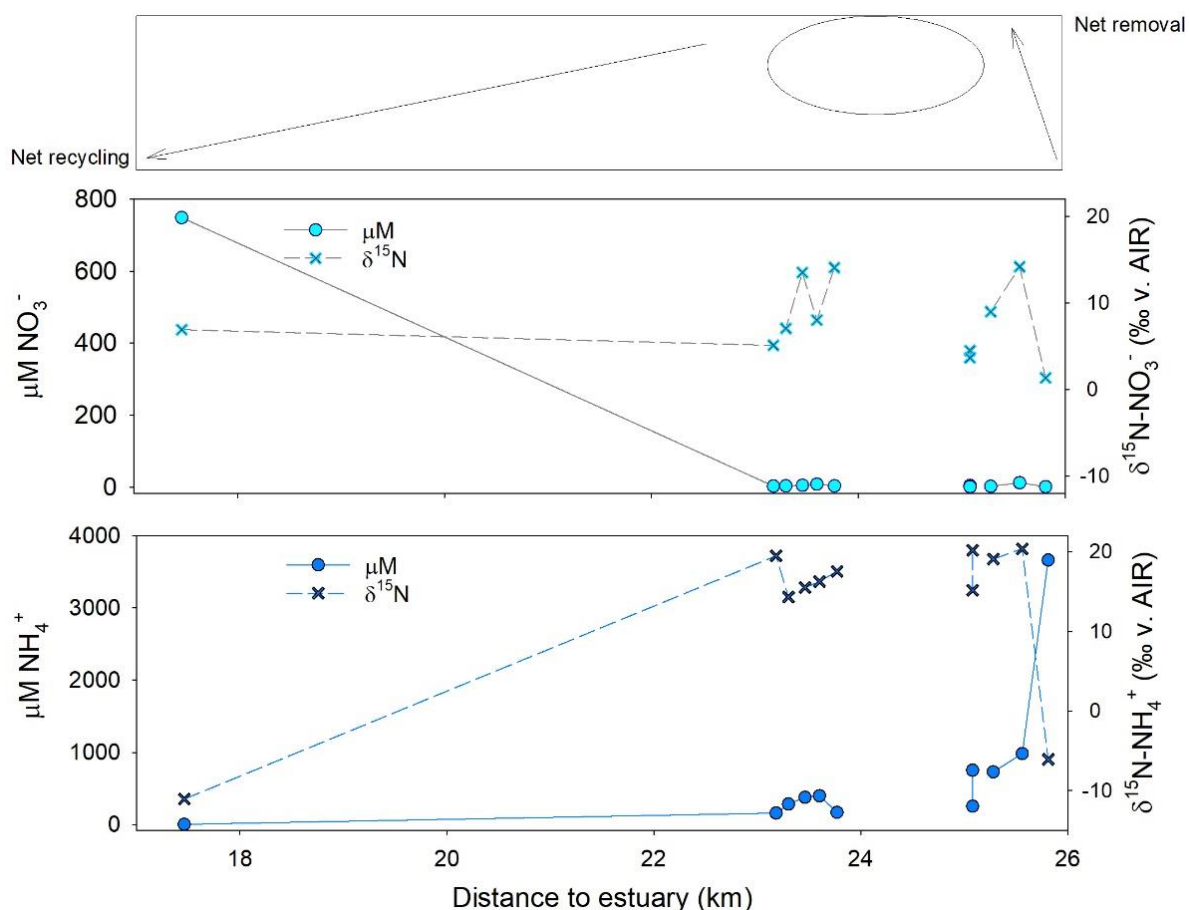 Net removal
Net recycling
800
600
400
200
0
μM NO₃⁻
μM
δ¹⁵N
20
10
0
-10
δ¹⁵N-NO₃⁻ (‰ v. AIR)
4000
3000
2000
1000
0
μM NH₄⁺
μM
δ¹⁵N
20
10
0
-10
δ¹⁵N-NH₄⁺ (‰ v. AIR)
18 20 22 24 26
Distance to estuary (km)